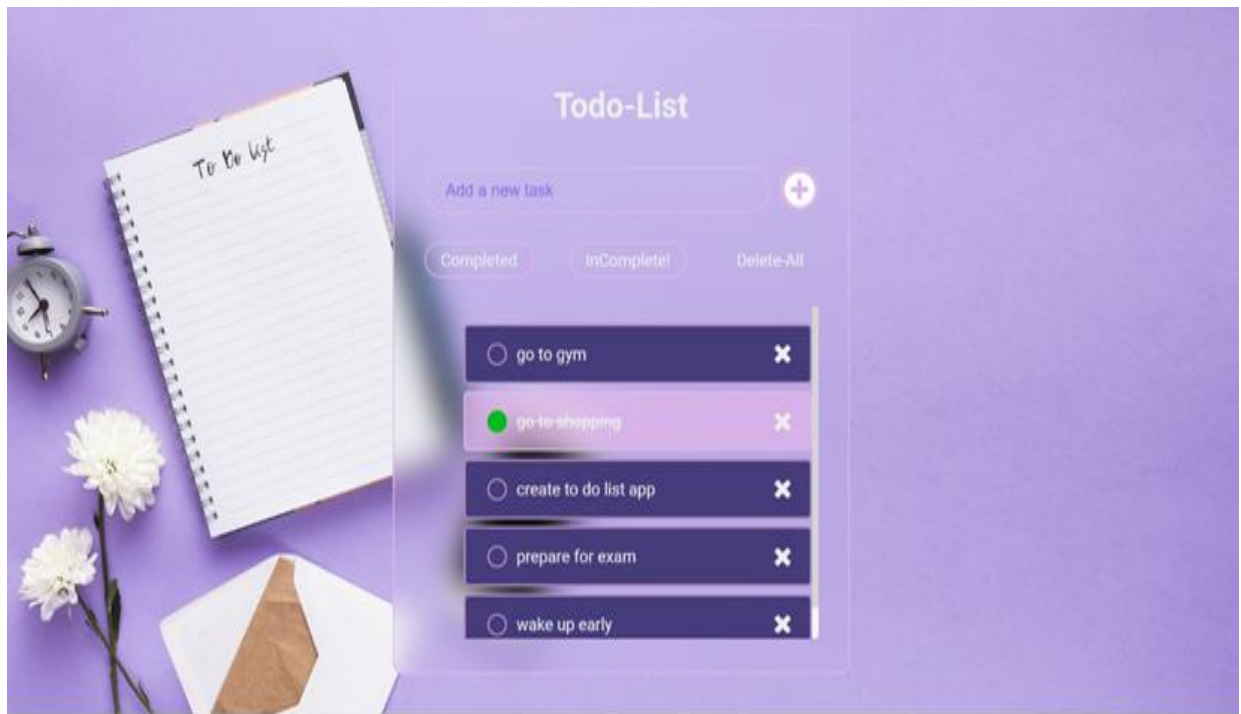 To Do list
Todo-List
Add a new task
Completed InComplete! Delete-All
go to gym
go to shopping
create to do list app
prepare for exam
wake up early